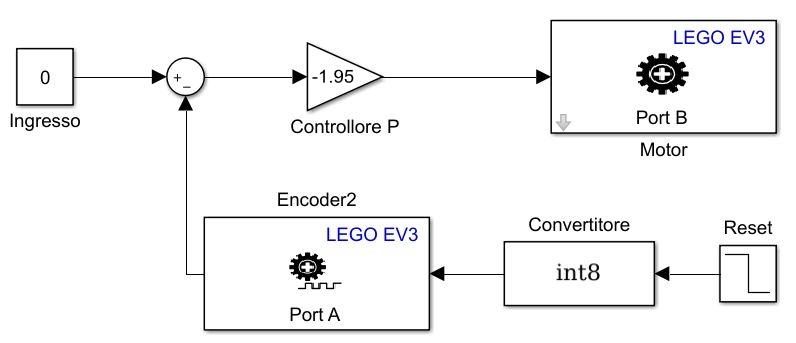 0
Ingresso
+
−
-1.95
Controllore P
LEGO EV3
Port B
Motor
Encoder2
LEGO EV3
Port A
Convertitore
int8
Reset